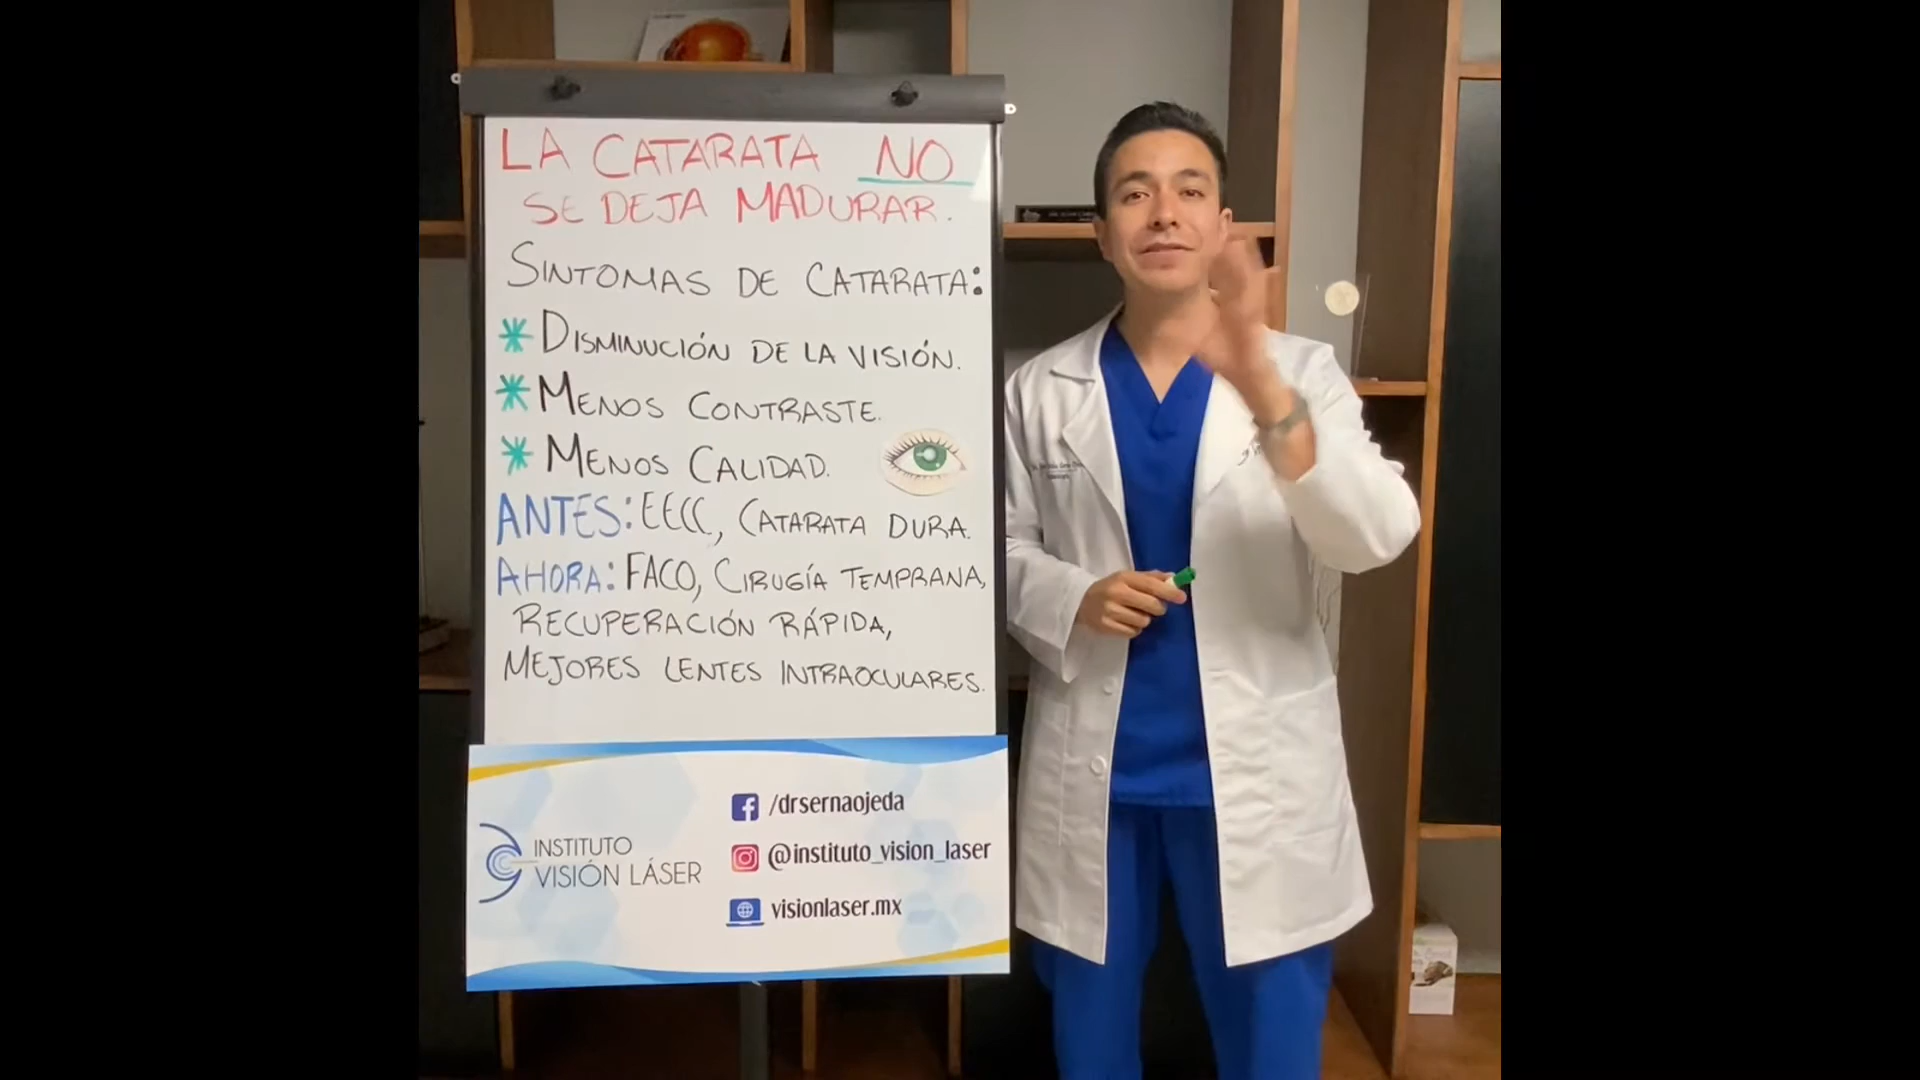 LA CATARATA NO
SE DEJA MADURAR.
SINTOMAS DE CATARATA:
* DISMINUCIÓN DE LA VISIÓN.
* MENOS CONTRASTE.
* MENOS CALIDAD.
ANTES: EECC, CATARATA DURA.
AHORA: FACO, CIRUGÍA TEMPRANA,
RECUPERACIÓN RÁPIDA,
MEJORES LENTES INTRAOCULARES.
INSTITUTO
VISIÓN LÁSER
/drsernaojeda
@instituto_vision_laser
visionlaser.mx